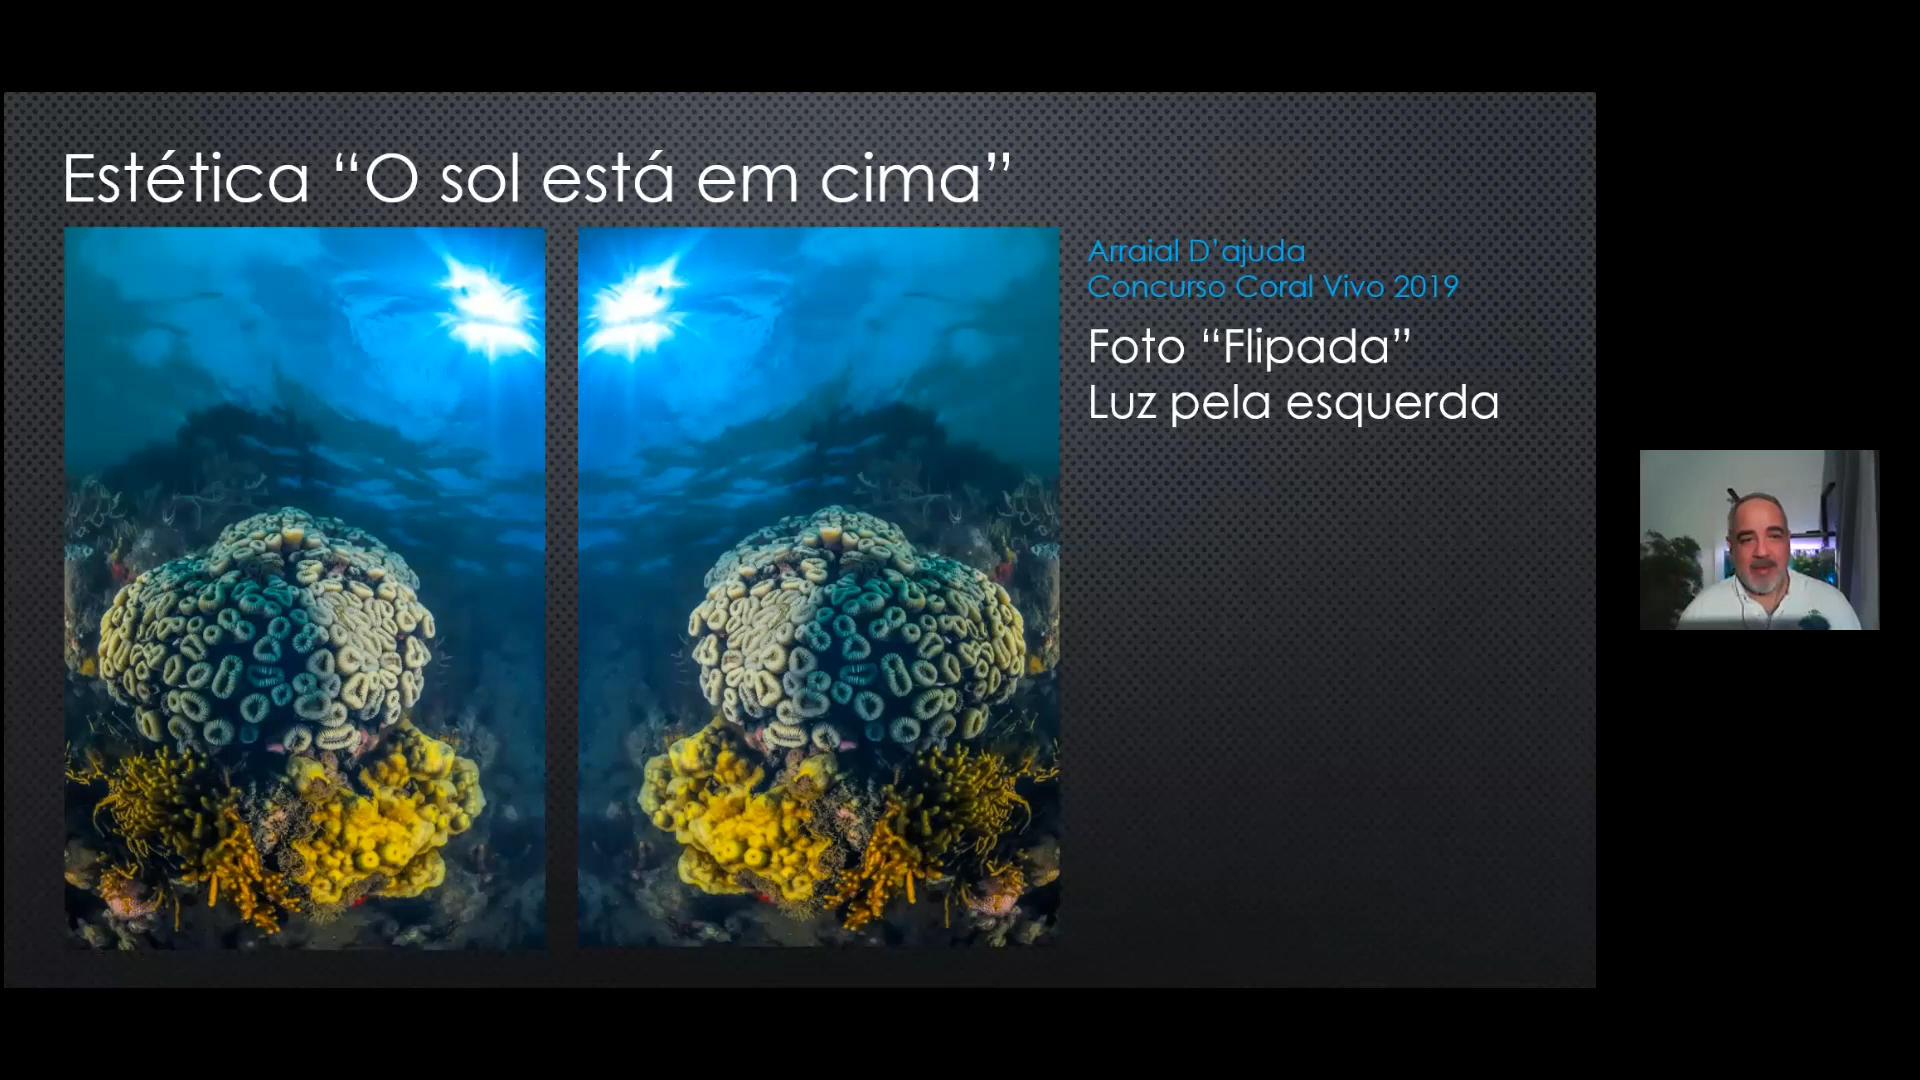 Estética “O sol está em cima”
Arraial D’ajuda
Concurso Coral Vivo 2019
Foto “Flipada”
Luz pela esquerda